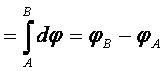 = ∫_A^B dφ = φ_B − φ_A